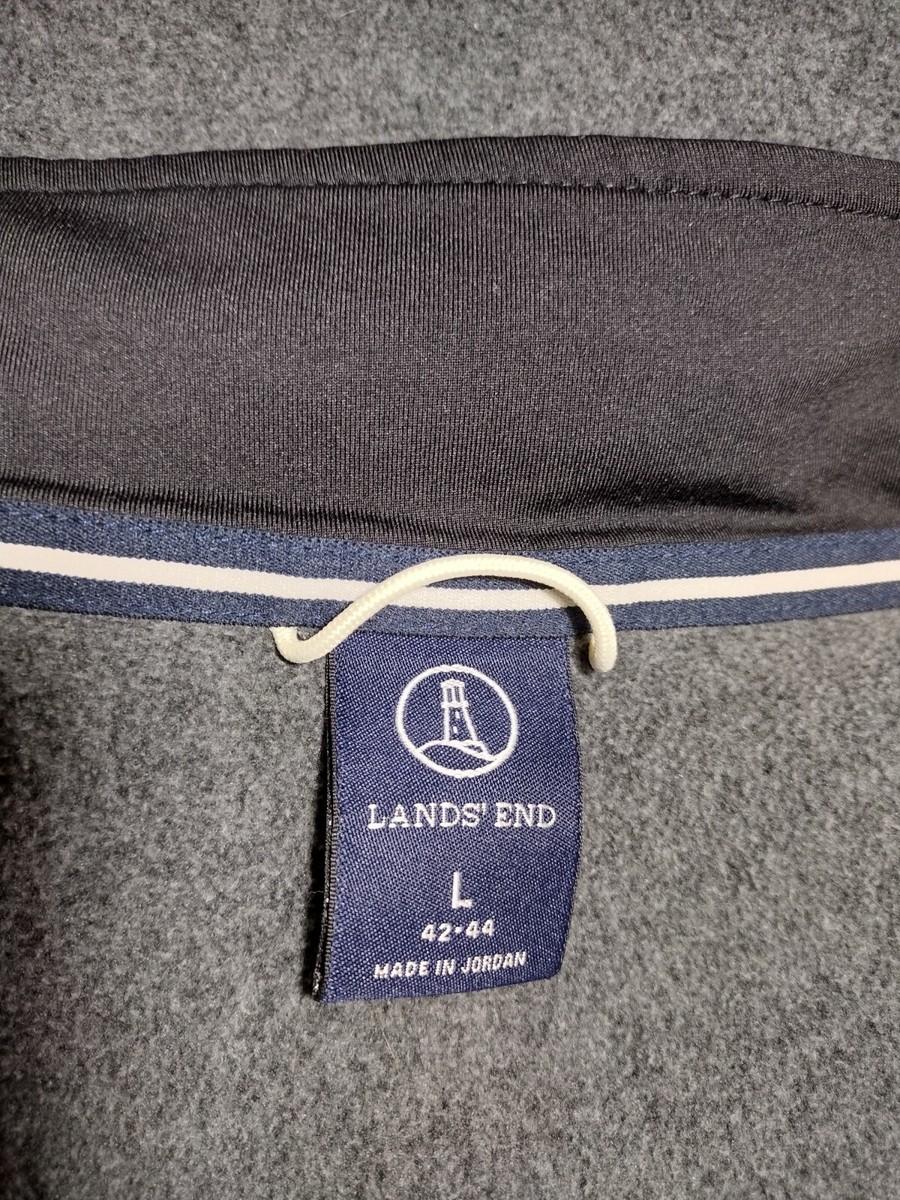 LANDS' END
L
42•44
MADE IN JORDAN